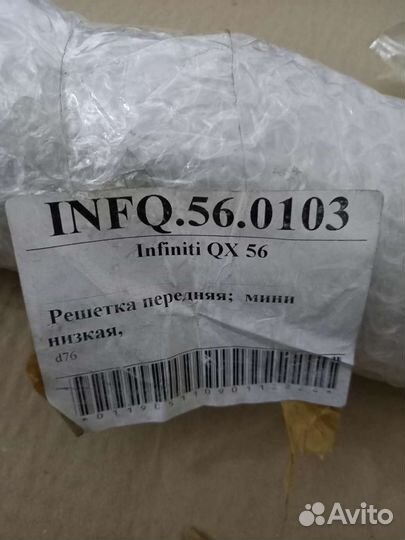 INFQ.56.0103
Infiniti QX 56
Решетка передняя; мини
низкая,
d76
Avito